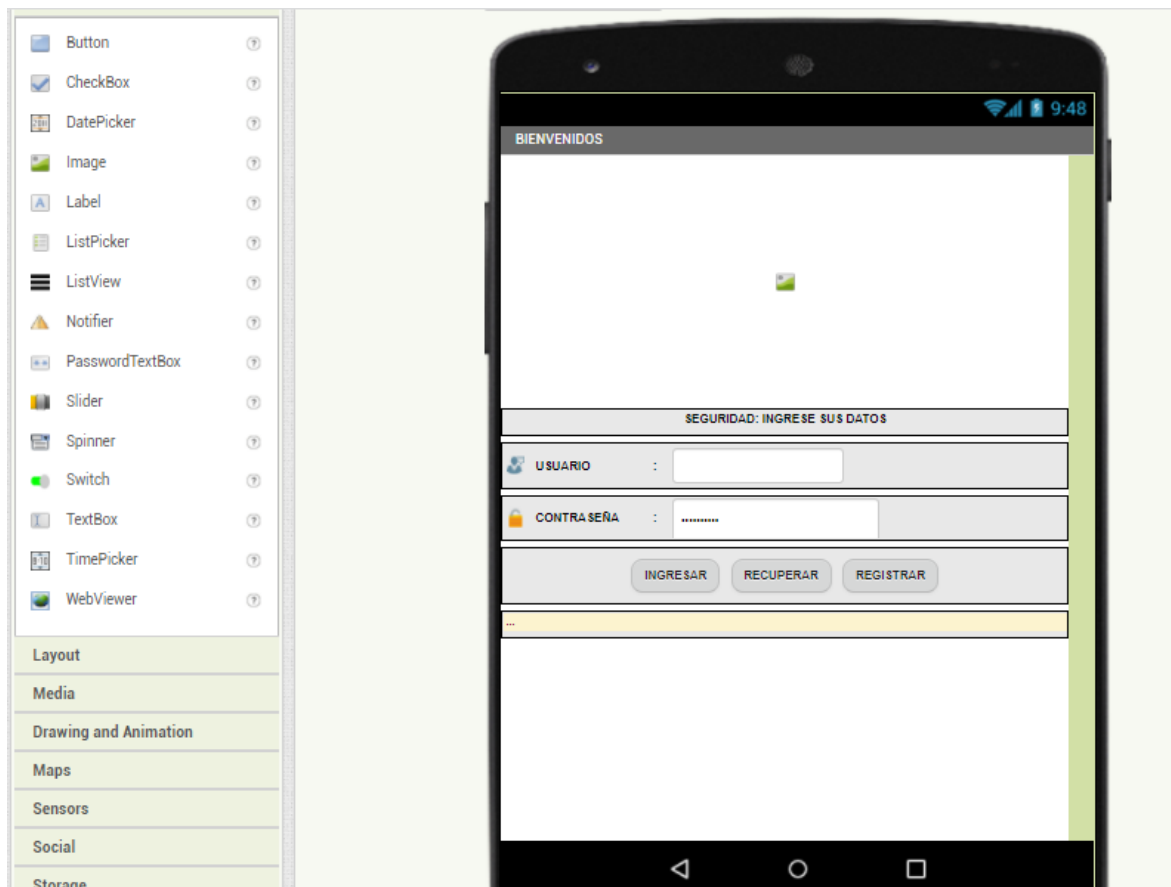 Button
CheckBox
DatePicker
Image
Label
ListPicker
ListView
Notifier
PasswordTextBox
Slider
Spinner
Switch
TextBox
TimePicker
WebViewer
Layout
Media
Drawing and Animation
Maps
Sensors
Social
Storage
9:48
BIENVENIDOS
SEGURIDAD: INGRESE SUS DATOS
USUARIO :
CONTRASEÑA : ..........
INGRESAR RECUPERAR REGISTRAR
...